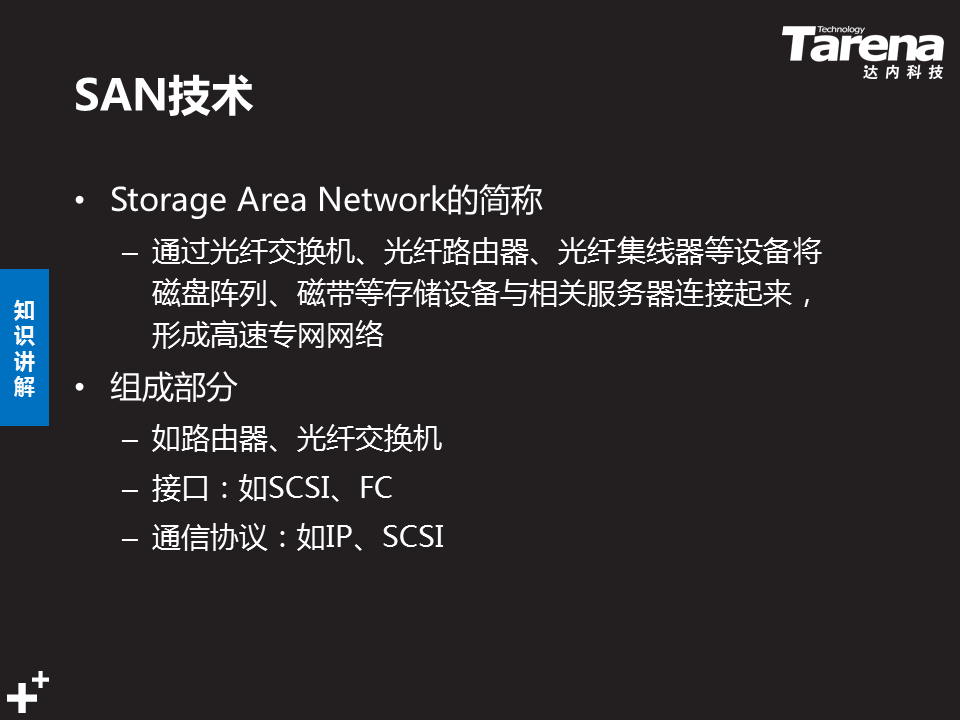 Technology
Tarena
达内科技
SAN技术
• Storage Area Network的简称
– 通过光纤交换机、光纤路由器、光纤集线器等设备将
磁盘阵列、磁带等存储设备与相关服务器连接起来，
形成高速专网网络
知识讲解
• 组成部分
– 如路由器、光纤交换机
– 接口：如SCSI、FC
– 通信协议：如IP、SCSI